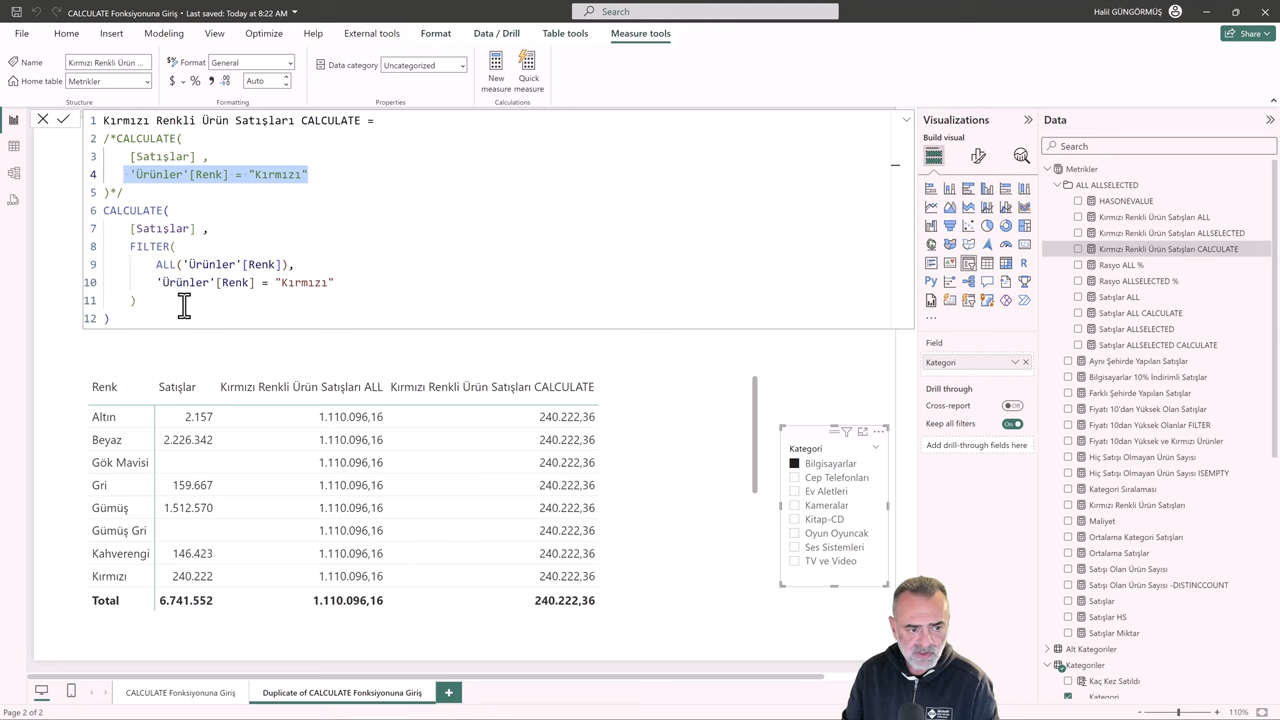 CALCULATE Fonksiyonuna Giriş • Last saved: Today at 8:22 AM
Search
Halil GÜNGÖRMÜŞ
File Home Insert Modeling View Optimize Help External tools Format Data / Drill Table tools Measure tools
Share
Name Kırmızı Renkli Ürün ...
Home table Metrikler
Structure
Format General
$ % Auto
Formatting
Data category Uncategorized
Properties
New measure
Quick measure
Calculations
1 Kırmızı Renkli Ürün Satışları CALCULATE =
2 /*CALCULATE(
3 [Satışlar] ,
4 'Ürünler'[Renk] = "Kırmızı"
5 )*/
6 CALCULATE(
7 [Satışlar] ,
8 FILTER(
9 ALL('Ürünler'[Renk]),
10 'Ürünler'[Renk] = "Kırmızı"
11 )
12 )
Renk Satışlar Kırmızı Renkli Ürün Satışları ALL Kırmızı Renkli Ürün Satışları CALCULATE
Altın 2.157 1.110.096,16 240.222,36
Beyaz 2.226.342 1.110.096,16 240.222,36
Gök Mavisi 1.110.096,16 240.222,36
Gri 159.667 1.110.096,16 240.222,36
Gümüş 1.512.570 1.110.096,16 240.222,36
Gümüş Gri 1.110.096,16 240.222,36
Kahverengi 146.423 1.110.096,16 240.222,36
Kırmızı 240.222 1.110.096,16 240.222,36
Total 6.741.552 1.110.096,16 240.222,36
Kategori
Bilgisayarlar
Cep Telefonları
Ev Aletleri
Kameralar
Kitap-CD
Oyun Oyuncak
Ses Sistemleri
TV ve Video
Visualizations
Build visual
R
Py
123
...
Field
Kategori
Drill through
Cross-report Off
Keep all filters On
Add drill-through fields here
Data
Search
Metrikler
ALL ALLSELECTED
HASONEVALUE
Kırmızı Renkli Ürün Satışları ALL
Kırmızı Renkli Ürün Satışları ALLSELECTED
Kırmızı Renkli Ürün Satışları CALCULATE
Rasyo ALL %
Rasyo ALLSELECTED %
Satışlar ALL
Satışlar ALL CALCULATE
Satışlar ALLSELECTED
Satışlar ALLSELECTED CALCULATE
Aynı Şehirde Yapılan Satışlar
Bilgisayarlar 10% İndirimli Satışlar
Farklı Şehirde Yapılan Satışlar
Fiyatı 10'dan Yüksek Olan Satışlar
Fiyatı 10dan Yüksek Olanlar FILTER
Fiyatı 10dan Yüksek ve Kırmızı Ürünler
Hiç Satışı Olmayan Ürün Sayısı
Hiç Satışı Olmayan Ürün Sayısı ISEMPTY
Kategori Sıralaması
Kırmızı Renkli Ürün Satışları
Maliyet
Ortalama Kategori Satışları
Ortalama Satışlar
Satışı Olan Ürün Sayısı
Satışı Olan Ürün Sayısı -DISTINCCOUNT
Satışlar
Satışlar HS
Satışlar Miktar
Alt Kategoriler
Kategoriler
Kaç Kez Satıldı
Kategori
CALCULATE Fonksiyonuna Giriş
Duplicate of CALCULATE Fonksiyonuna Giriş
+
Page 2 of 2
110%